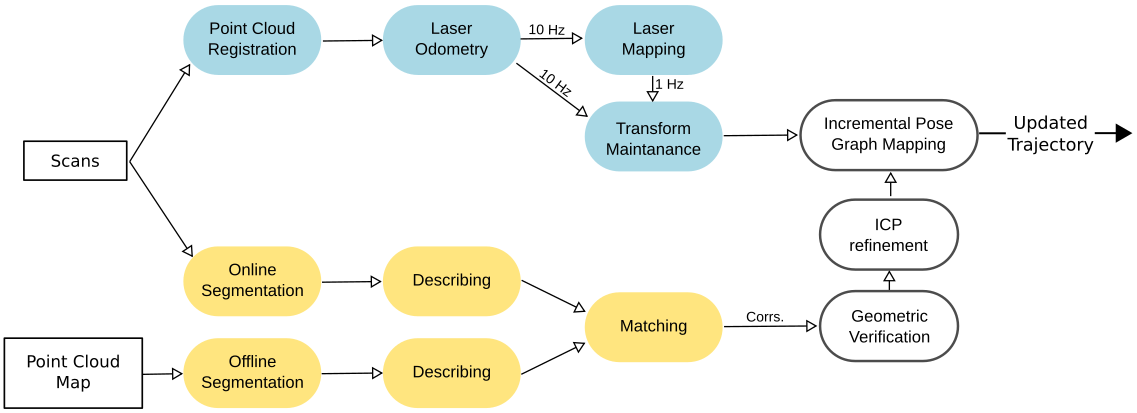 Point Cloud
Registration
Laser
Odometry
10 Hz
Laser
Mapping
10 Hz
1 Hz
Transform
Maintanance
Incremental Pose
Graph Mapping
Updated
Trajectory
Scans
ICP
refinement
Online
Segmentation
Describing
Matching
Corrs.
Geometric
Verification
Point Cloud
Map
Offline
Segmentation
Describing